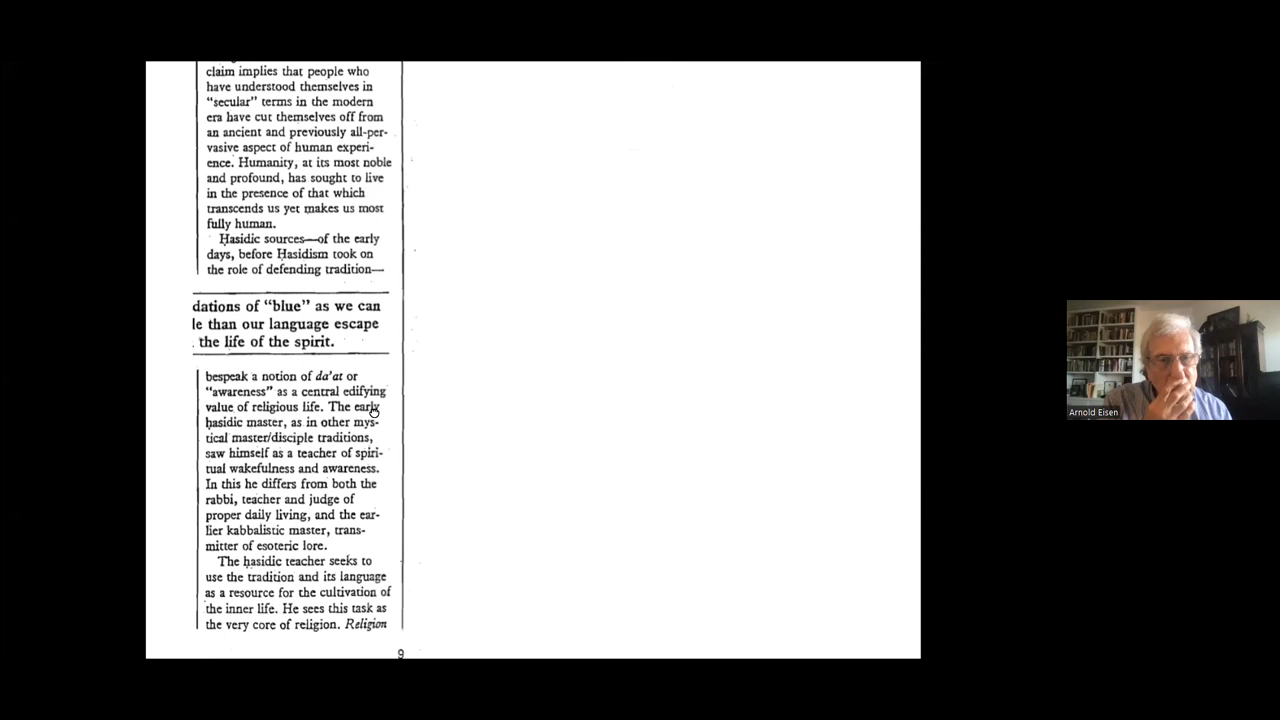 claim implies that people who
have understood themselves in
“secular” terms in the modern
era have cut themselves off from
an ancient and previously all-per-
vasive aspect of human experi-
ence. Humanity, at its most noble
and profound, has sought to live
in the presence of that which
transcends us yet makes us most
fully human.
Ḥasidic sources—of the early
days, before Ḥasidism took on
the role of defending tradition—
dations of “blue” as we can
le than our language escape
the life of the spirit.
bespeak a notion of da’at or
“awareness” as a central edifying
value of religious life. The early
ḥasidic master, as in other mys-
tical master/disciple traditions,
saw himself as a teacher of spiri-
tual wakefulness and awareness.
In this he differs from both the
rabbi, teacher and judge of
proper daily living, and the ear-
lier kabbalistic master, trans-
mitter of esoteric lore.
The ḥasidic teacher seeks to
use the tradition and its language
as a resource for the cultivation of
the inner life. He sees this task as
the very core of religion. Religion
9
Arnold Eisen